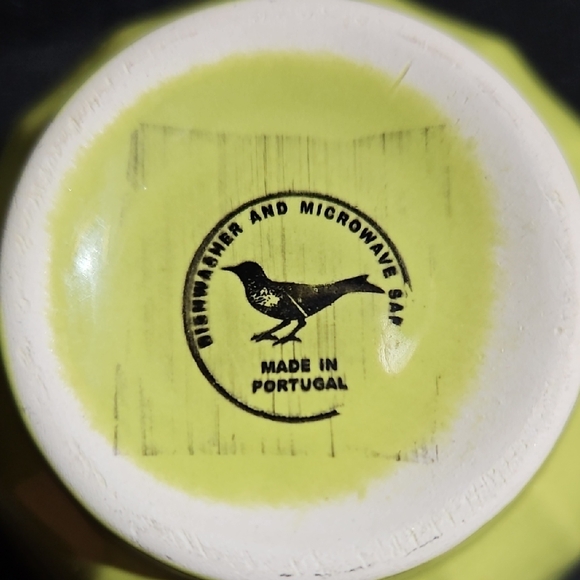 DISHWASHER AND MICROWAVE SAF
MADE IN
PORTUGAL